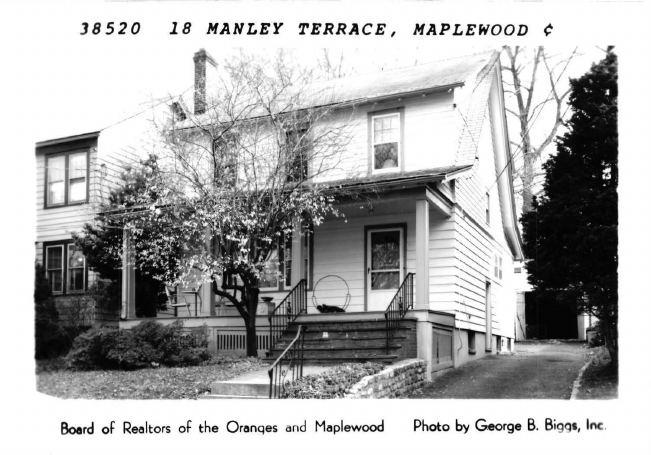 38520 18 MANLEY TERRACE, MAPLEWOOD ¢
Board of Realtors of the Oranges and Maplewood Photo by George B. Biggs, Inc.